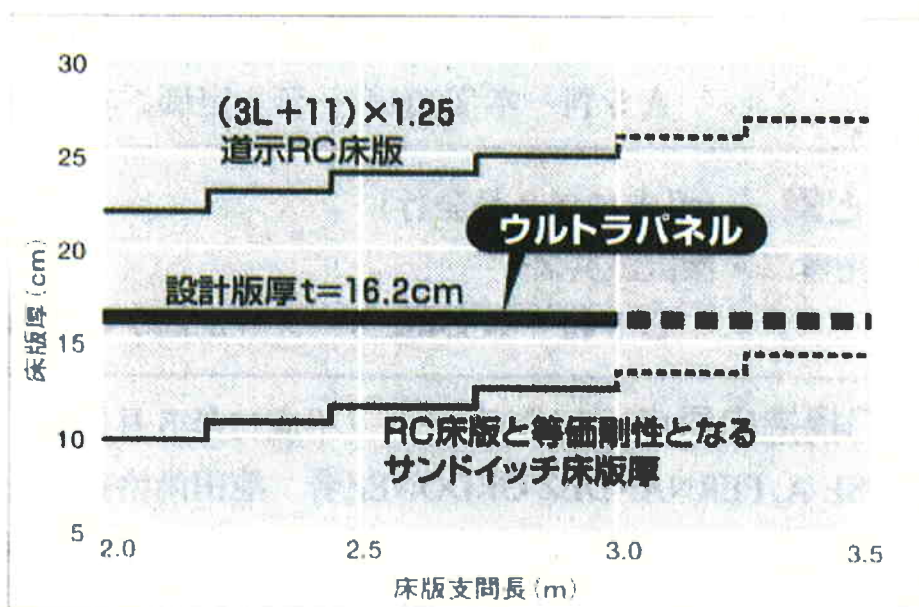 30
(3L+11)×1.25
道示RC床版
25
ウルトラパネル
20
設計版厚t=16.2cm
15
床版厚(cm)
RC床版と等価剛性となる
サンドイッチ床版厚
10
5
2.0
2.5
3.0
3.5
床版支間長(m)